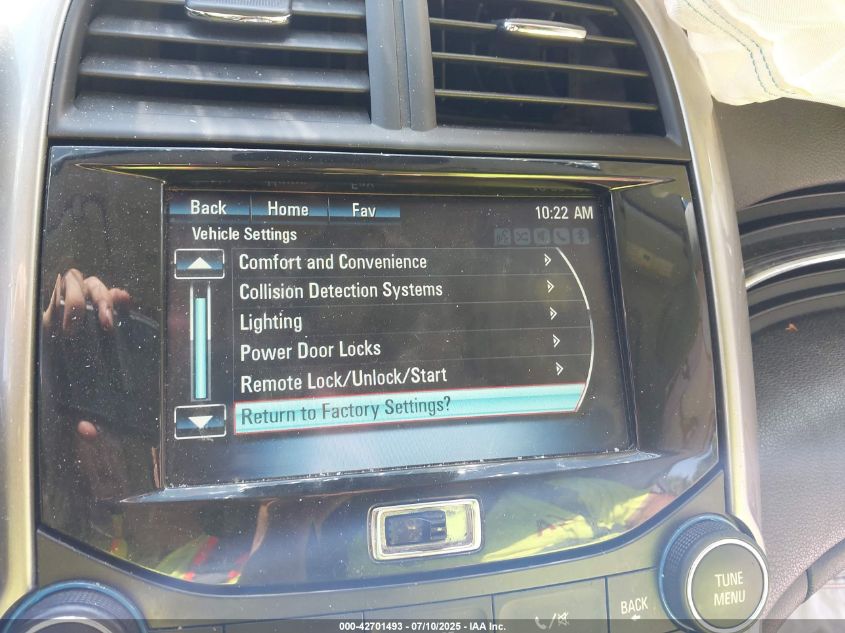 Back Home Fav 10:22 AM
Vehicle Settings
Comfort and Convenience
Collision Detection Systems
Lighting
Power Door Locks
Remote Lock/Unlock/Start
Return to Factory Settings?
TUNE
MENU
BACK
000-42701493 - 07/10/2025 - IAA Inc.